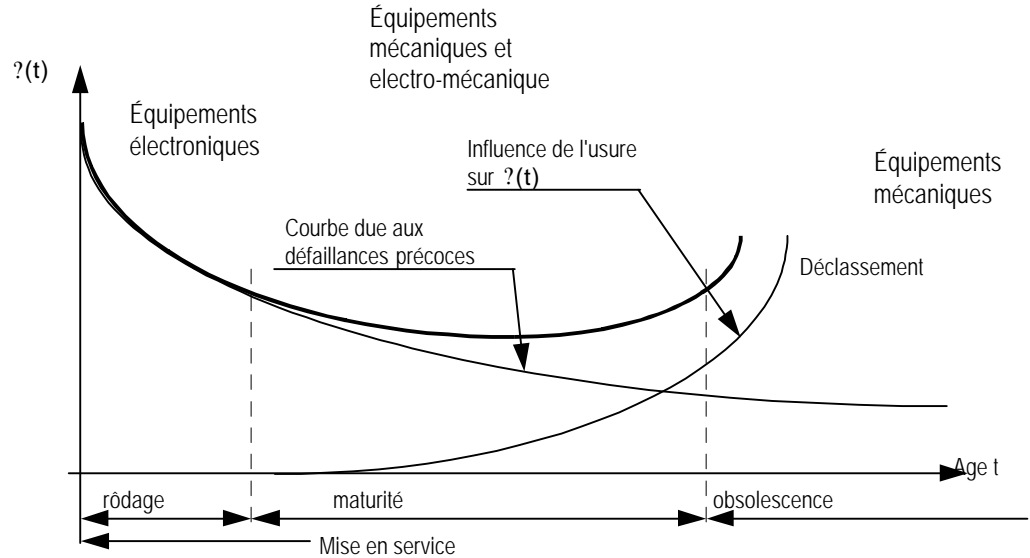 Équipements
mécaniques et
electro-mécanique
?(t)
Équipements
électroniques
Influence de l'usure
sur ?(t)
Équipements
mécaniques
Courbe due aux
défaillances précoces
Déclassement
Age t
rôdage
maturité
obsolescence
Mise en service